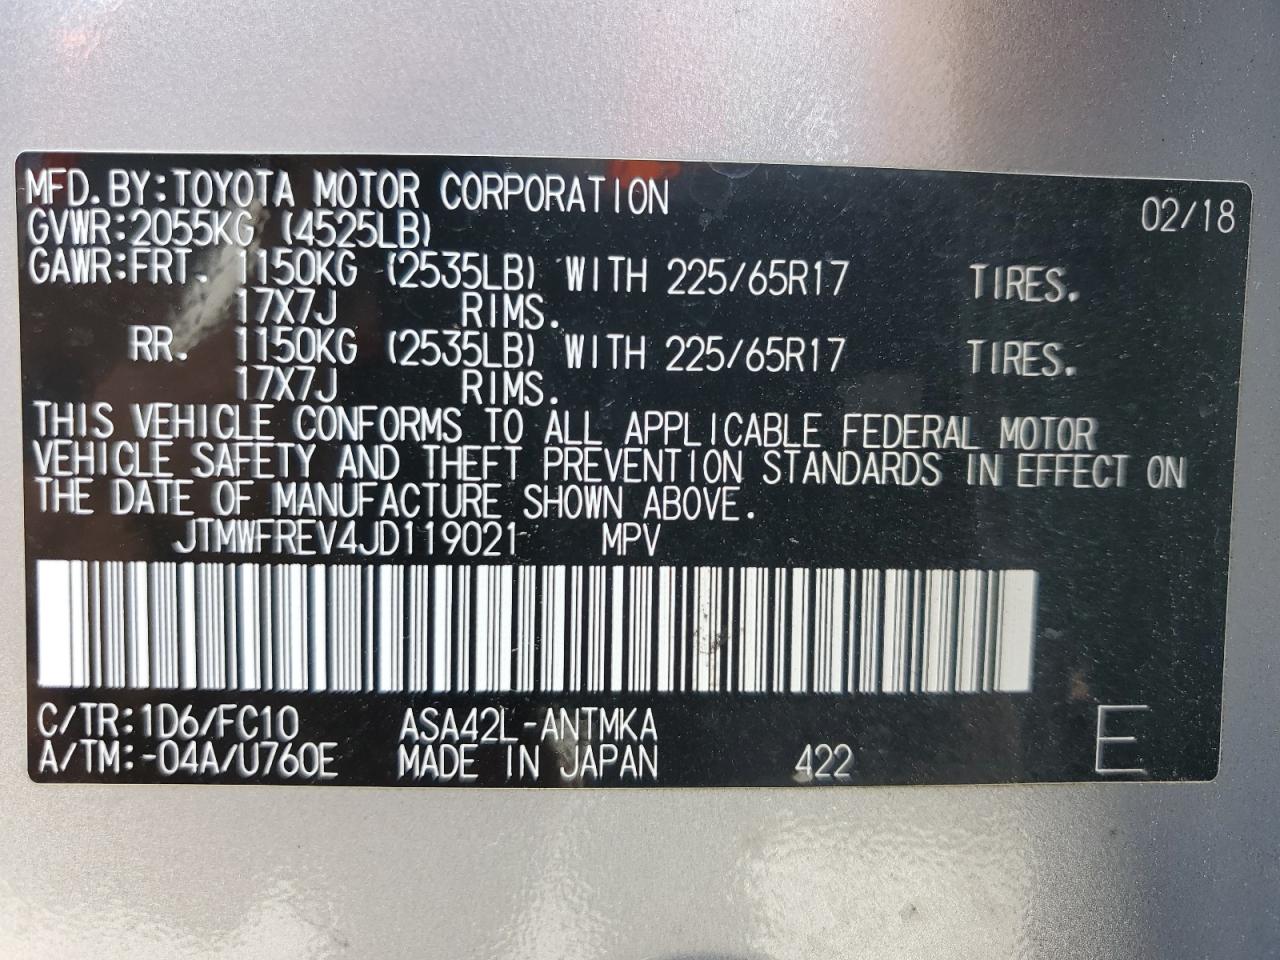 MFD. BY: TOYOTA MOTOR CORPORATION 02/18
GVWR: 2055KG (4525LB)
GAWR: FRT. 1150KG (2535LB) WITH 225/65R17 TIRES.
17X7J RIMS.
RR. 1150KG (2535LB) WITH 225/65R17 TIRES.
17X7J RIMS.
THIS VEHICLE CONFORMS TO ALL APPLICABLE FEDERAL MOTOR
VEHICLE SAFETY AND THEFT PREVENTION STANDARDS IN EFFECT ON
THE DATE OF MANUFACTURE SHOWN ABOVE.
JTMWFREV4JD119021 MPV
C/TR: 1D6/FC10 ASA42L-ANTMKA
A/TM: -04A/U760E MADE IN JAPAN 422 E